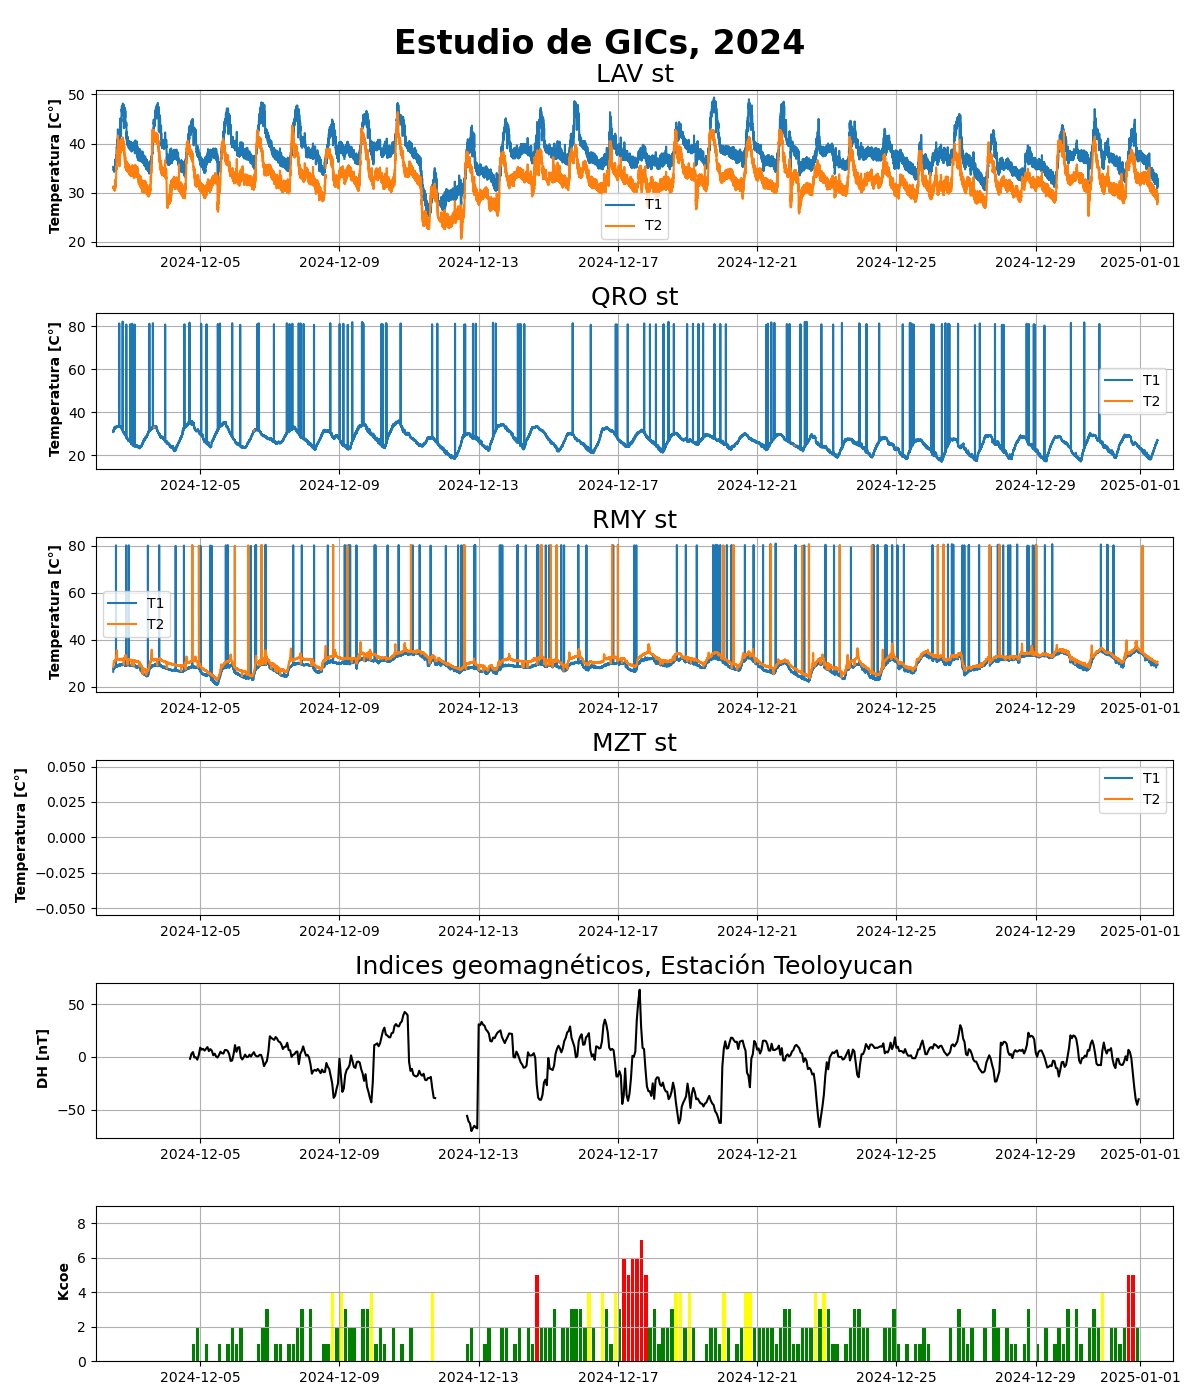 Estudio de GICs, 2024
LAV st
Temperatura [C°]
50
40
30
20
T1
T2
2024-12-05 2024-12-09 2024-12-13 2024-12-17 2024-12-21 2024-12-25 2024-12-29 2025-01-01
QRO st
Temperatura [C°]
80
60
40
20
T1
T2
2024-12-05 2024-12-09 2024-12-13 2024-12-17 2024-12-21 2024-12-25 2024-12-29 2025-01-01
RMY st
Temperatura [C°]
80
60
40
20
T1
T2
2024-12-05 2024-12-09 2024-12-13 2024-12-17 2024-12-21 2024-12-25 2024-12-29 2025-01-01
MZT st
Temperatura [C°]
0.050
0.025
0.000
−0.025
−0.050
T1
T2
2024-12-05 2024-12-09 2024-12-13 2024-12-17 2024-12-21 2024-12-25 2024-12-29 2025-01-01
Indices geomagnéticos, Estación Teoloyucan
DH [nT]
50
0
−50
2024-12-05 2024-12-09 2024-12-13 2024-12-17 2024-12-21 2024-12-25 2024-12-29 2025-01-01
Kcoe
8
6
4
2
0
2024-12-05 2024-12-09 2024-12-13 2024-12-17 2024-12-21 2024-12-25 2024-12-29 2025-01-01